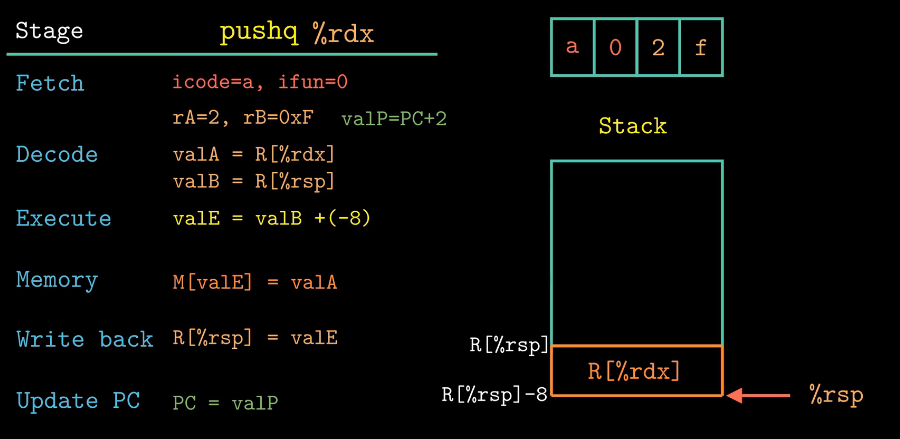 Stage pushq %rdx
Fetch icode=a, ifun=0
rA=2, rB=0xF valP=PC+2
Decode valA = R[%rdx]
valB = R[%rsp]
Execute valE = valB +(-8)
Memory M[valE] = valA
Write back R[%rsp] = valE
Update PC PC = valP
a 0 2 f
Stack
R[%rsp]
R[%rdx]
R[%rsp]-8
%rsp